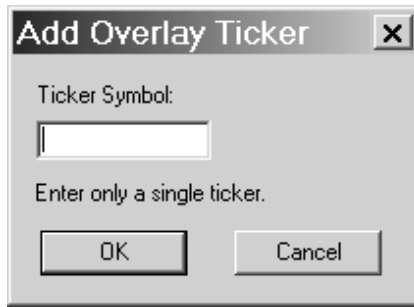 Add Overlay Ticker
Ticker Symbol:
Enter only a single ticker.
OK Cancel